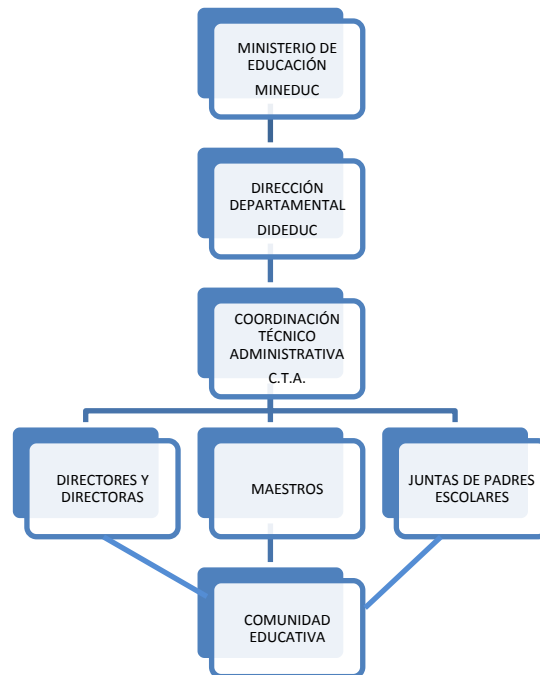 MINISTERIO DE
EDUCACIÓN
MINEDUC
DIRECCIÓN
DEPARTAMENTAL
DIDEDUC
COORDINACIÓN
TÉCNICO
ADMINISTRATIVA
C.T.A.
DIRECTORES Y
DIRECTORAS
MAESTROS
JUNTAS DE PADRES
ESCOLARES
COMUNIDAD
EDUCATIVA